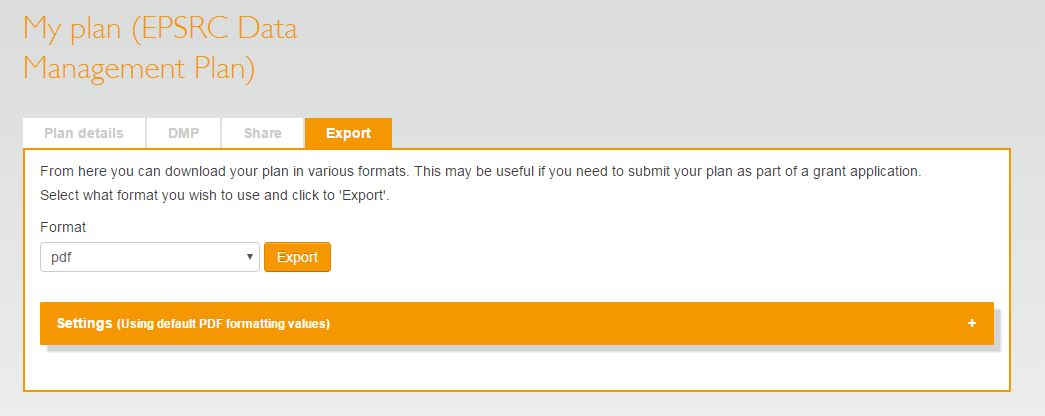 My plan (EPSRC Data
Management Plan)
Plan details DMP Share Export
From here you can download your plan in various formats. This may be useful if you need to submit your plan as part of a grant application.
Select what format you wish to use and click to 'Export'.
Format
pdf Export
Settings (Using default PDF formatting values) +